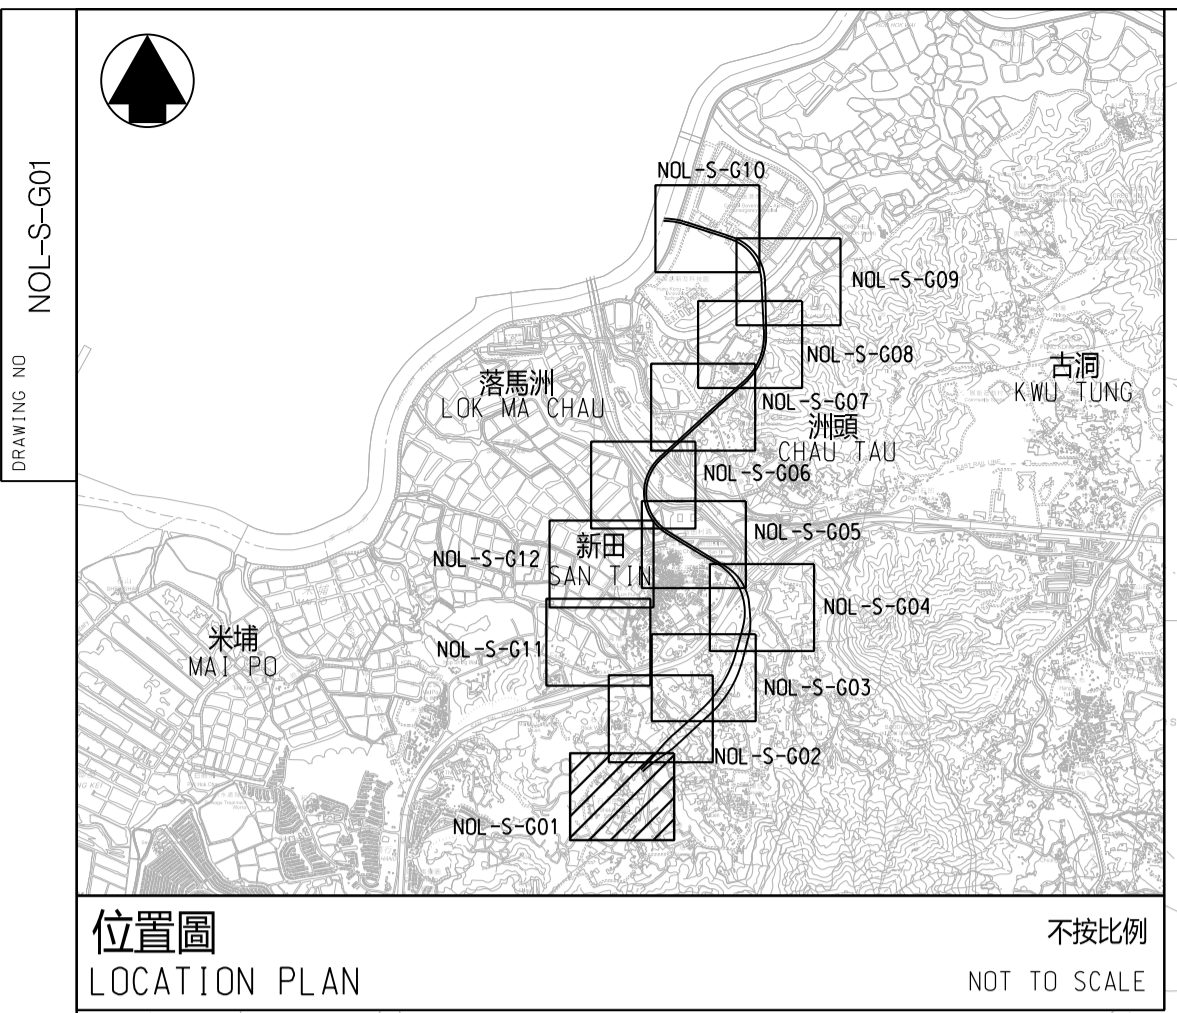 NOL-S-G01
DRAWING NO
NOL-S-G10
NOL-S-G09
NOL-S-G08
古洞
KWU TUNG
落馬洲
LOK MA CHAU
NOL-S-G07
洲頭
CHAU TAU
NOL-S-G06
EAST RAIL LINE
NOL-S-G05
新田
SAN TIN
NOL-S-G12
NOL-S-G04
米埔
MAI PO
NOL-S-G11
NOL-S-G03
NOL-S-G02
NOL-S-G01
位置圖
LOCATION PLAN
不按比例
NOT TO SCALE